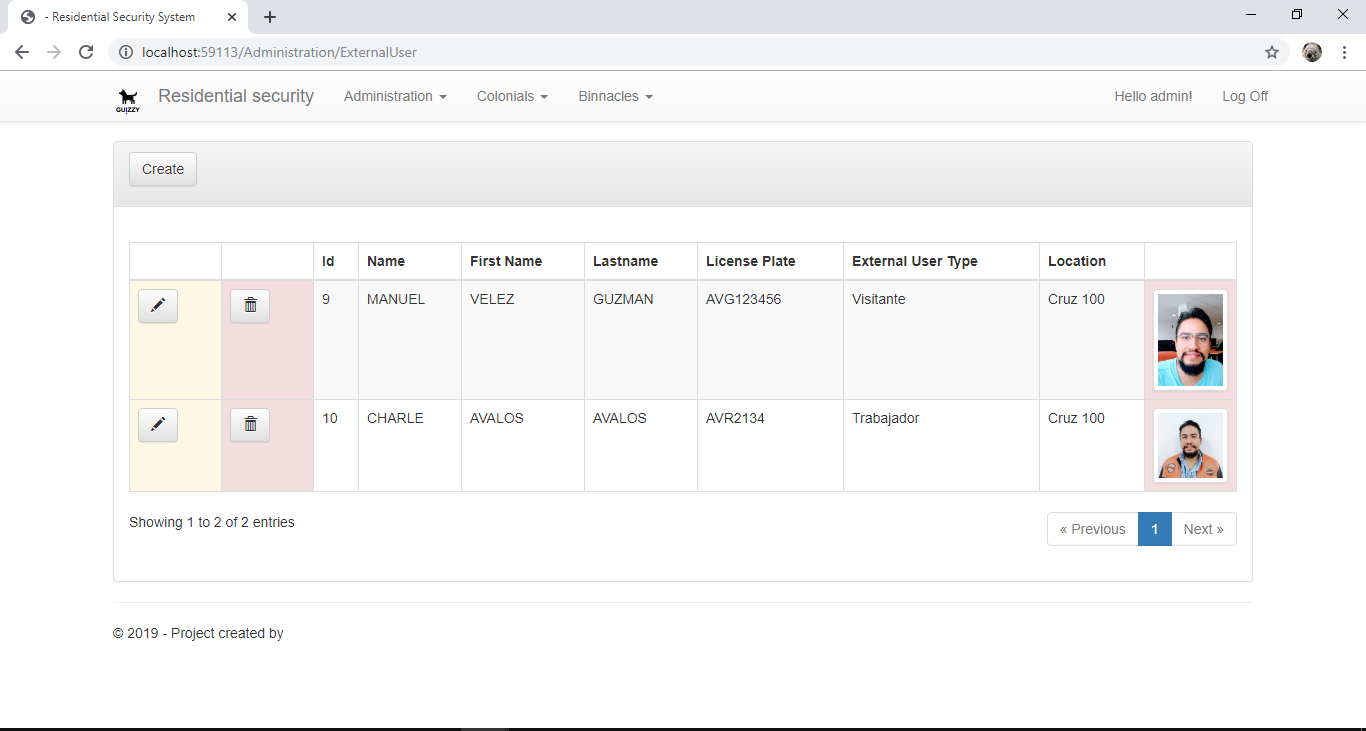 - Residential Security System
localhost:59113/Administration/ExternalUser
GUIZZY
Residential security Administration Colonials Binnacles Hello admin! Log Off
Create
Id Name First Name Lastname License Plate External User Type Location
9 MANUEL VELEZ GUZMAN AVG123456 Visitante Cruz 100
10 CHARLE AVALOS AVALOS AVR2134 Trabajador Cruz 100
Showing 1 to 2 of 2 entries
« Previous 1 Next »
© 2019 - Project created by